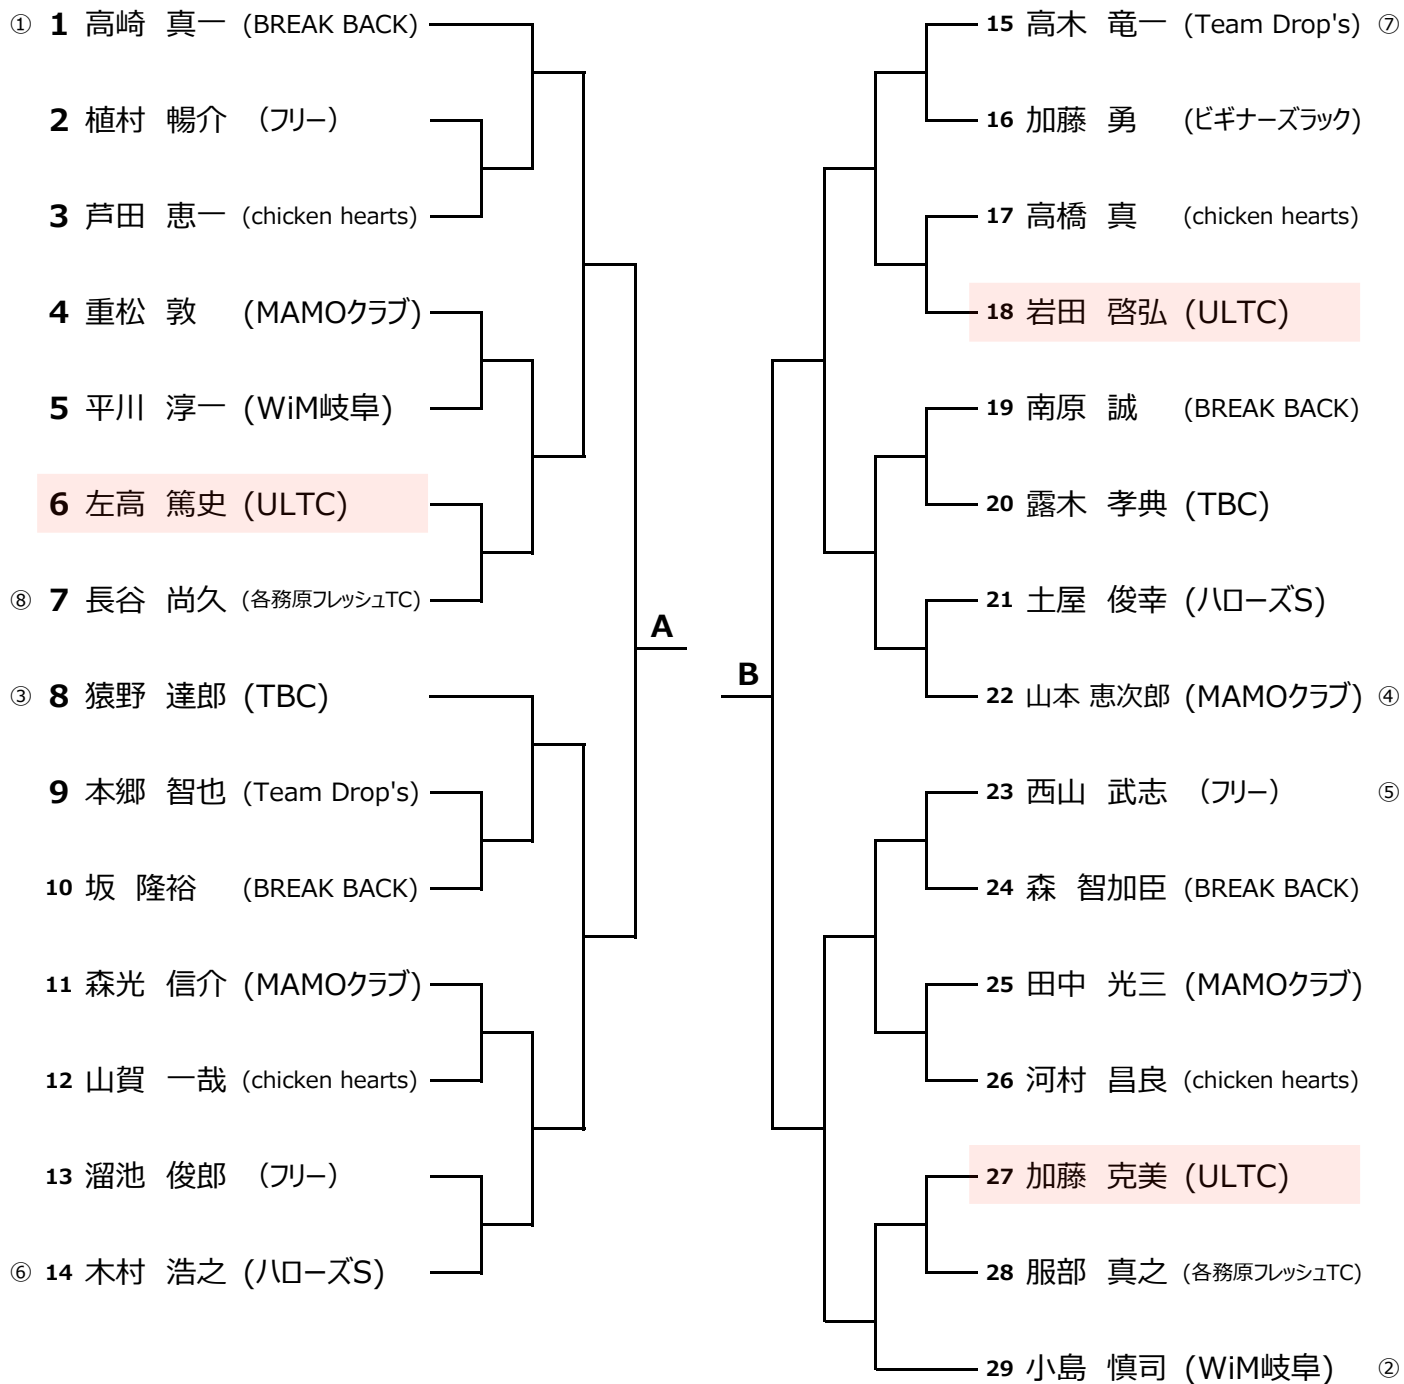 ① 1 高崎 真一 (BREAK BACK)
2 植村 暢介 (フリー)
3 芦田 恵一 (chicken hearts)
4 重松 敦 (MAMOクラブ)
5 平川 淳一 (WiM岐阜)
6 左高 篤史 (ULTC)
⑧ 7 長谷 尚久 (各務原フレッシュTC)
A
③ 8 猿野 達郎 (TBC)
9 本郷 智也 (Team Drop's)
10 坂 隆裕 (BREAK BACK)
11 森光 信介 (MAMOクラブ)
12 山賀 一哉 (chicken hearts)
13 溜池 俊郎 (フリー)
⑥ 14 木村 浩之 (ハローズS)
15 高木 竜一 (Team Drop's) ⑦
16 加藤 勇 (ビギナーズラック)
17 高橋 真 (chicken hearts)
18 岩田 啓弘 (ULTC)
19 南原 誠 (BREAK BACK)
20 露木 孝典 (TBC)
21 土屋 俊幸 (ハローズS)
B
22 山本 恵次郎 (MAMOクラブ) ④
23 西山 武志 (フリー) ⑤
24 森 智加臣 (BREAK BACK)
25 田中 光三 (MAMOクラブ)
26 河村 昌良 (chicken hearts)
27 加藤 克美 (ULTC)
28 服部 真之 (各務原フレッシュTC)
29 小島 慎司 (WiM岐阜) ②